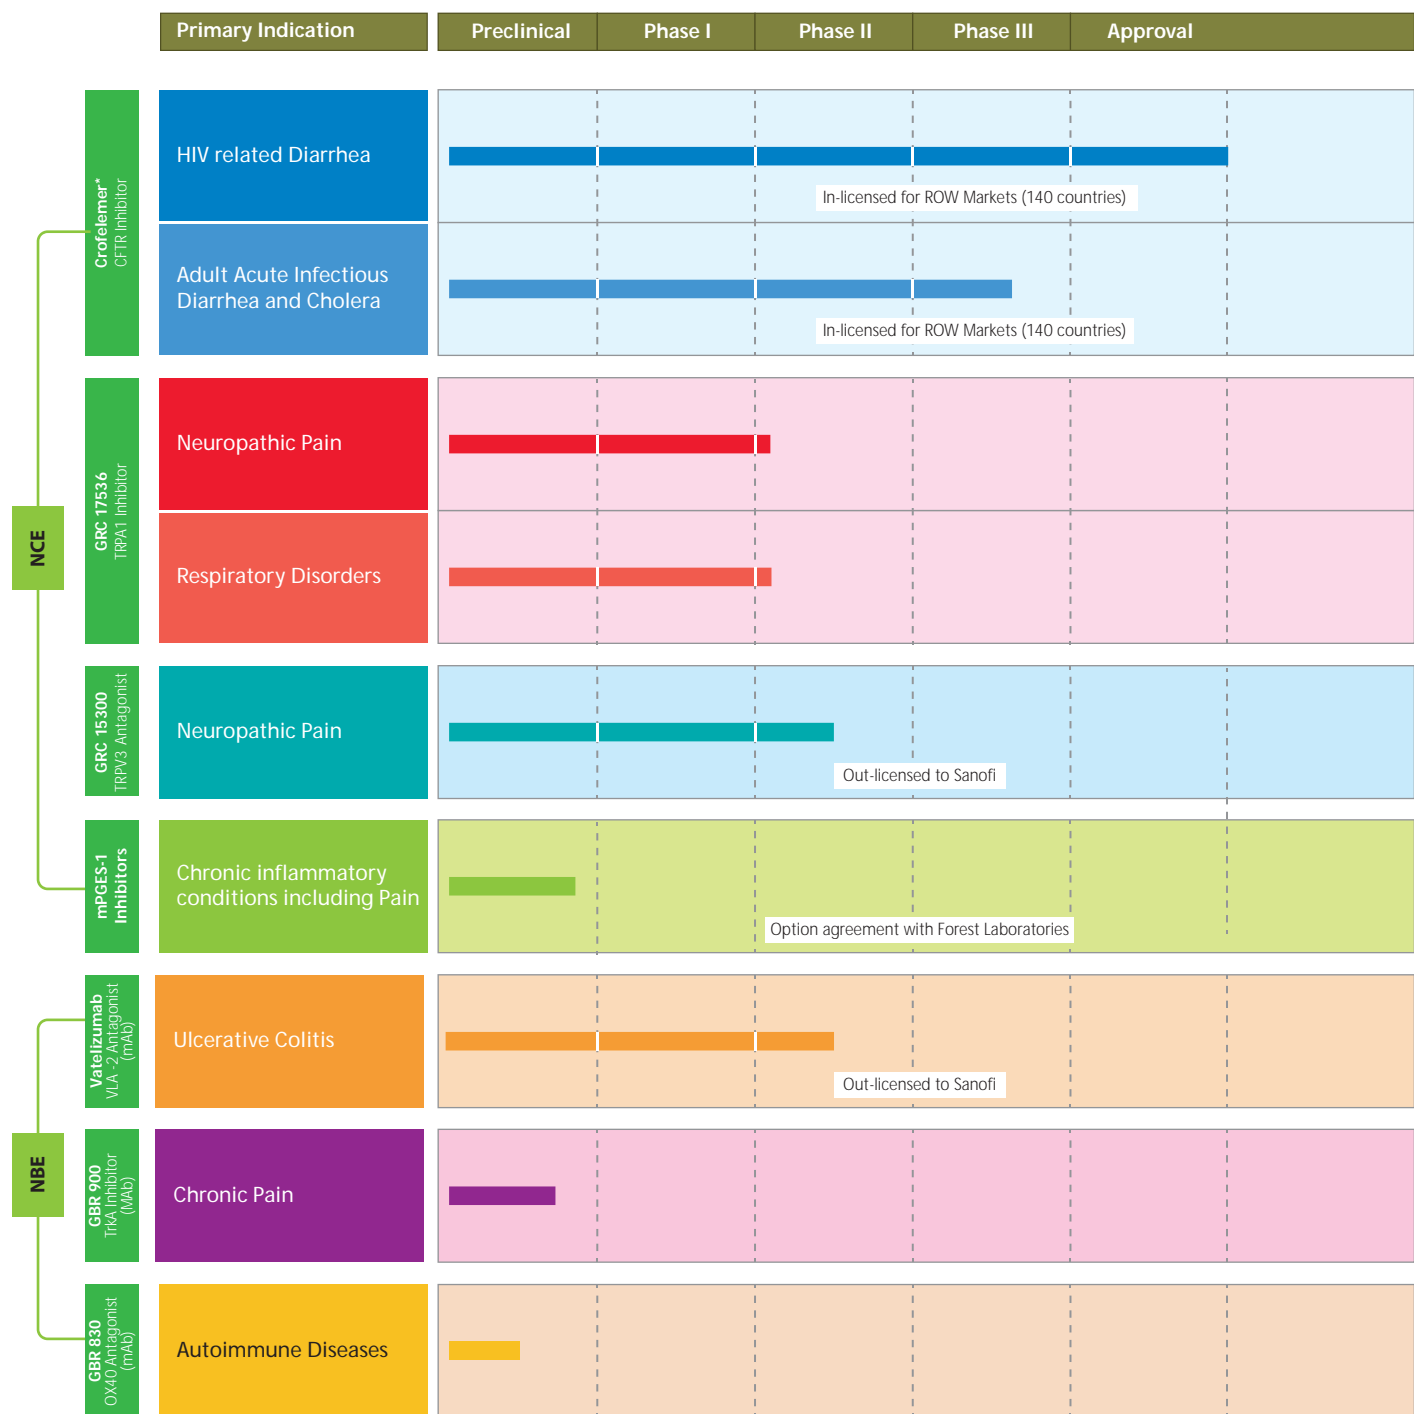 Primary Indication
Preclinical
Phase I
Phase II
Phase III
Approval
NCE
Crofelemer*
CFTR Inhibitor
HIV related Diarrhea
In-licensed for ROW Markets (140 countries)
Adult Acute Infectious
Diarrhea and Cholera
In-licensed for ROW Markets (140 countries)
GRC 17536
TRPA1 Inhibitor
Neuropathic Pain
Respiratory Disorders
GRC 15300
TRPV3 Antagonist
Neuropathic Pain
Out-licensed to Sanofi
mPGES-1
Inhibitors
Chronic inflammatory
conditions including Pain
Option agreement with Forest Laboratories
NBE
Vatelizumab
VLA -2 Antagonist
(mAb)
Ulcerative Colitis
Out-licensed to Sanofi
GBR 900
TrkA Inhibitor
(MAb)
Chronic Pain
GBR 830
OX40 Antagonist
(mAb)
Autoimmune Diseases